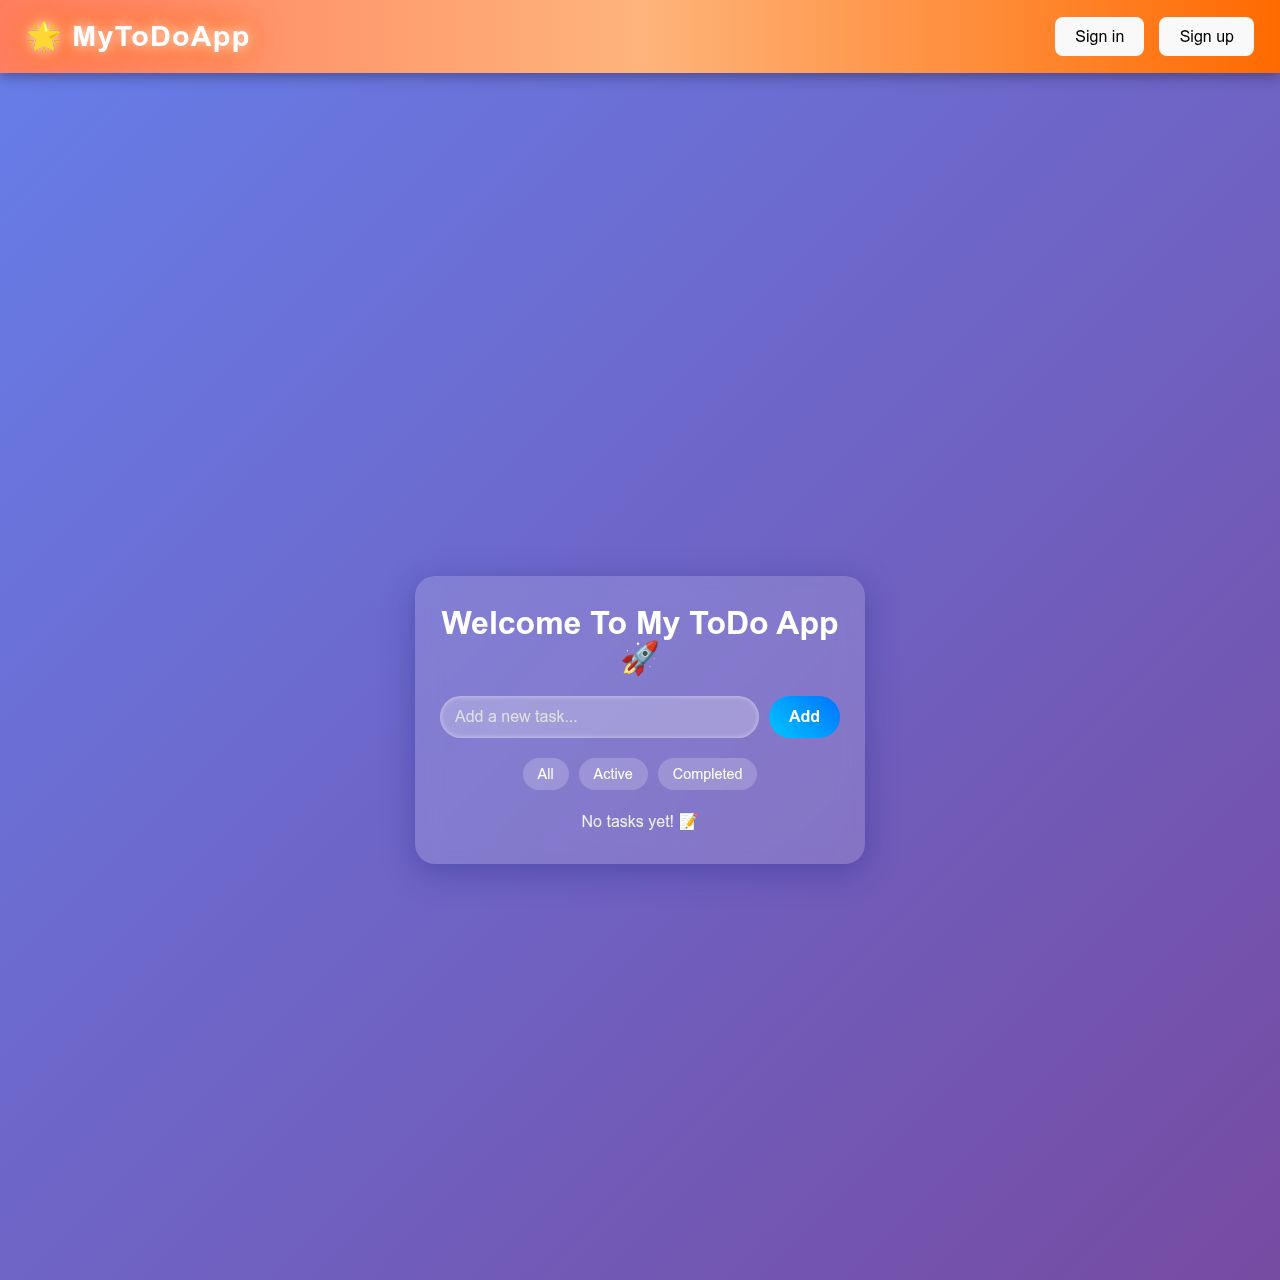 🌟 MyToDoApp
Sign in
Sign up
Welcome To My ToDo App
🚀
Add a new task...
Add
All
Active
Completed
No tasks yet! 📝